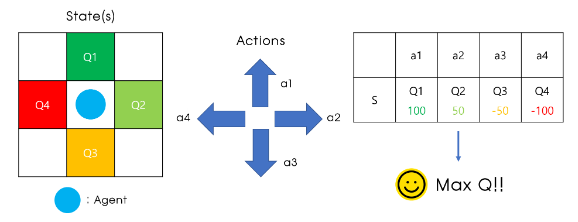 State(s)
Q1
Q4
Q2
Q3
: Agent
Actions
a1
a4
a2
a3
a1 a2 a3 a4
S Q1 Q2 Q3 Q4
100 50 -50 -100
Max Q!!